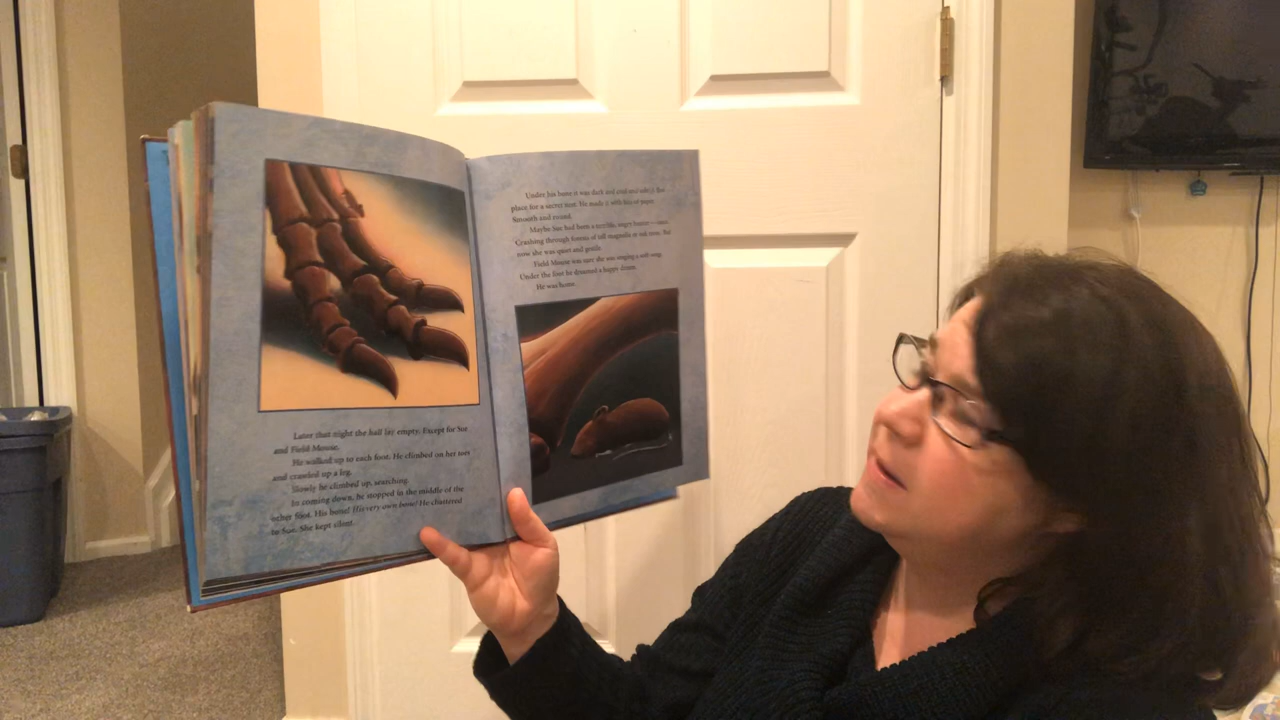 Later that night the hall lay empty. Except for Sue
and Field Mouse.
He walked up to each foot. He climbed on her toes
and crawled up a leg.
Slowly he climbed up, searching.
In coming down, he stopped in the middle of the
other foot. His bone! His very own bone! He chattered
to Sue. She kept silent.
Under his bone it was dark and cool and safe
place for a secret nest. He made it with bits of paper.
Smooth and round.
Maybe Sue had been a terrible, angry hunter—once.
Crashing through forests of tall magnolia or oak trees. But
now she was quiet and gentle.
Field Mouse was sure she was singing a soft song.
Under the foot he dreamed a happy dream.
He was home.